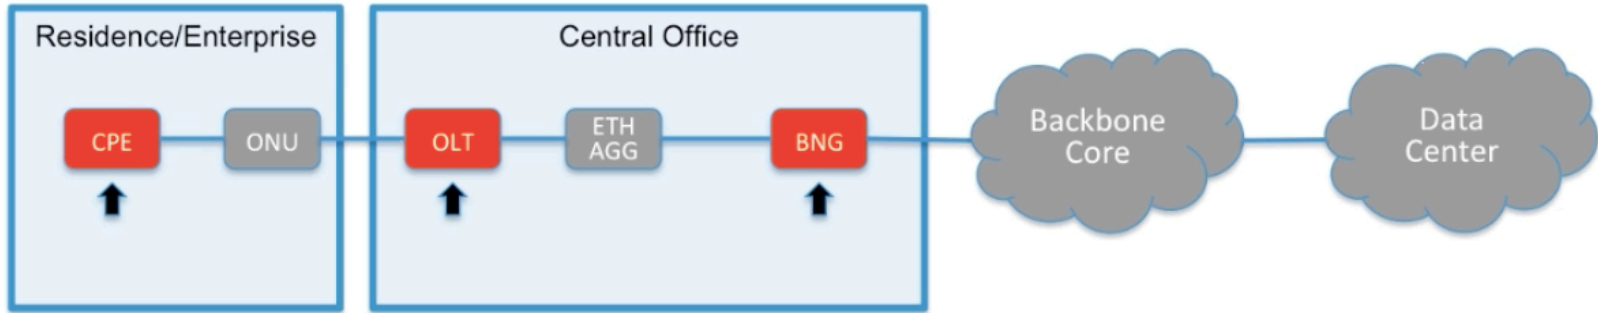 Residence/Enterprise
Central Office
CPE
ONU
OLT
ETH
AGG
BNG
Backbone
Core
Data
Center